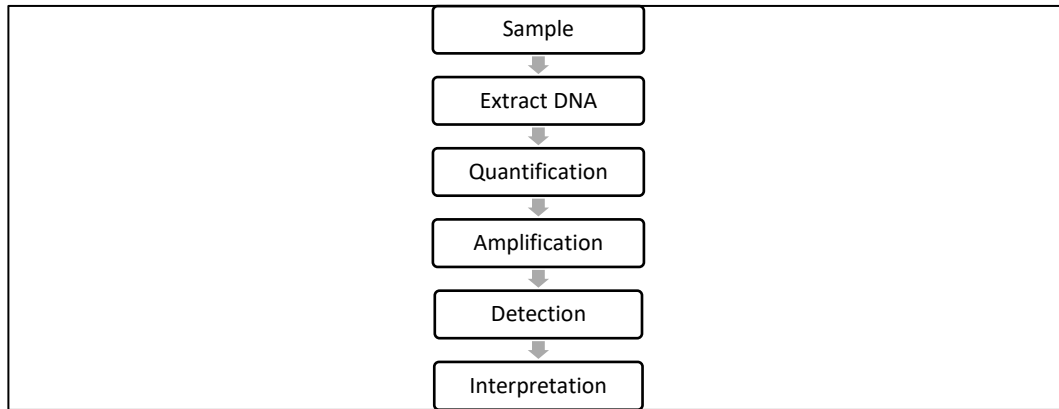 Sample
Extract DNA
Quantification
Amplification
Detection
Interpretation